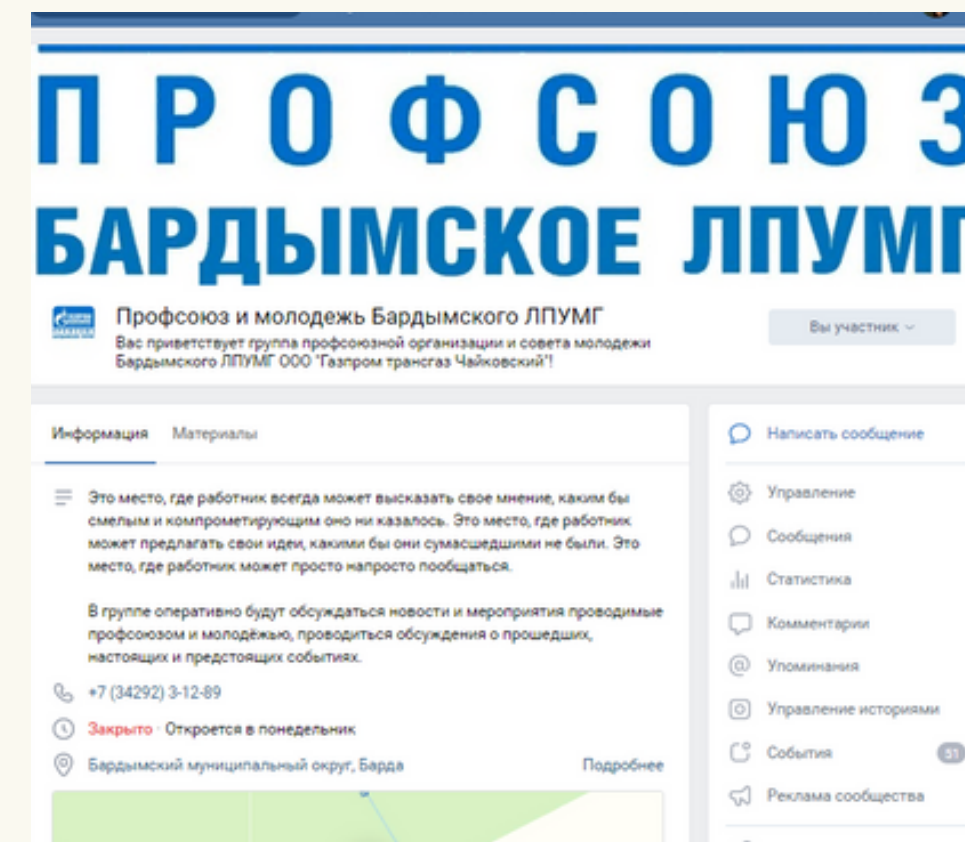 ПРОФСОЮЗ
БАРДЫМСКОЕ ЛПУМГ
Профсоюз и молодежь Бардымского ЛПУМГ
Вас приветствует группа профсоюзной организации и совета молодежи
Бардымского ЛПУМГ ООО "Газпром трансгаз Чайковский"!
Вы участник
Информация Материалы
Это место, где работник всегда может высказать свое мнение, каким бы
смелым и компрометирующим оно ни казалось. Это место, где работник
может предлагать свои идеи, какими бы они сумасшедшими не были. Это
место, где работник может просто напросто пообщаться.
В группе оперативно будут обсуждаться новости и мероприятия проводимые
профсоюзом и молодёжью, проводиться обсуждения о прошедших,
настоящих и предстоящих событиях.
+7 (34292) 3-12-89
Закрыто · Откроется в понедельник
Бардымский муниципальный округ, Барда Подробнее
Написать сообщение
Управление
Сообщения
Статистика
Комментарии
Упоминания
Управление историями
События 51
Реклама сообщества